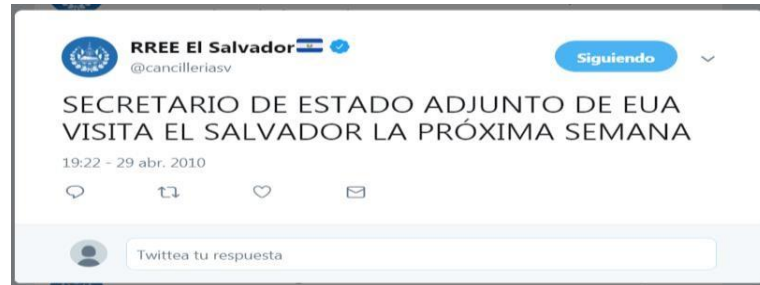 RREE El Salvador
@cancilleriasv
Siguiendo
SECRETARIO DE ESTADO ADJUNTO DE EUA
VISITA EL SALVADOR LA PRÓXIMA SEMANA
19:22 - 29 abr. 2010
Twittea tu respuesta